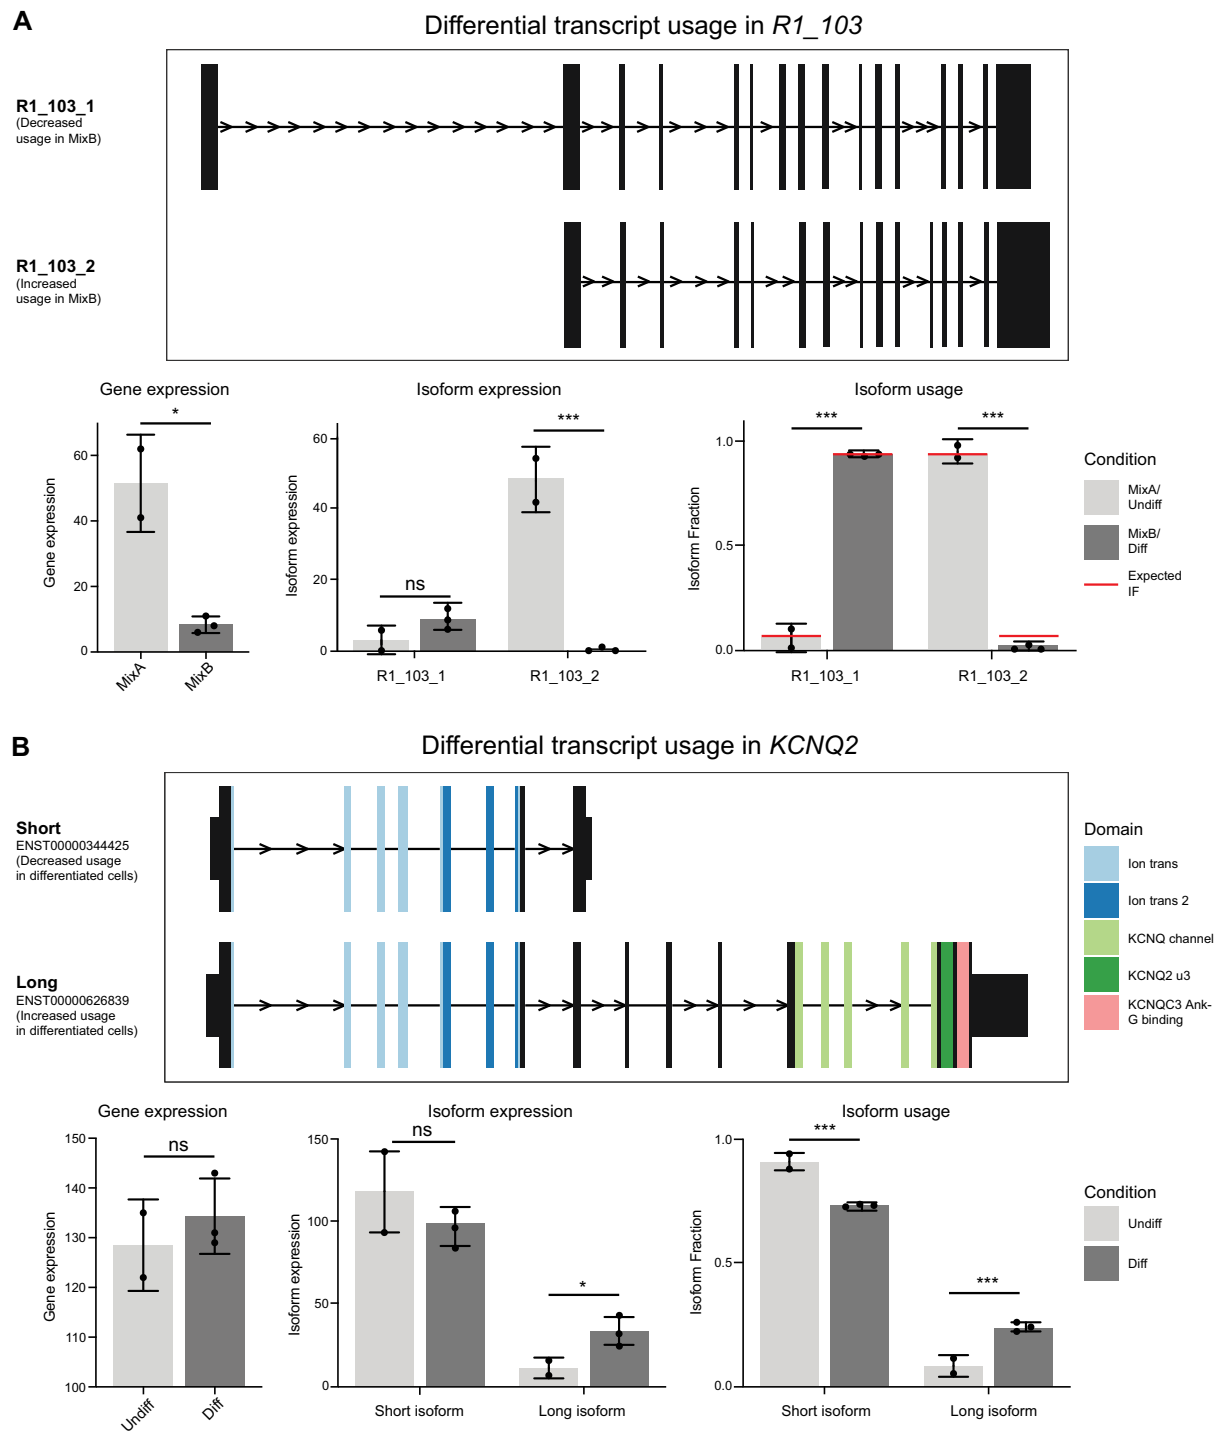 A
Differential transcript usage in R1_103
R1_103_1
(Decreased
usage in MixB)
R1_103_2
(Increased
usage in MixB)
Gene expression
Gene expression
60
40
20
0
*
MixA
MixB
Isoform expression
Isoform expression
60
40
20
0
ns
***
R1_103_1
R1_103_2
Isoform usage
Isoform Fraction
1.0
0.5
0.0
***
***
R1_103_1
R1_103_2
Condition
MixA/
Undiff
MixB/
Diff
Expected
IF
B
Differential transcript usage in KCNQ2
Short
ENST00000344425
(Decreased usage
in differentiated cells)
Long
ENST00000626839
(Increased usage
in differentiated cells)
Domain
Ion trans
Ion trans 2
KCNQ channel
KCNQ2 u3
KCNQC3 Ank-
G binding
Gene expression
Gene expression
150
140
130
120
110
100
ns
Undiff
Diff
Isoform expression
Isoform expression
150
100
50
0
ns
*
Short isoform
Long isoform
Isoform usage
Isoform Fraction
1.0
0.5
0.0
***
***
Short isoform
Long isoform
Condition
Undiff
Diff